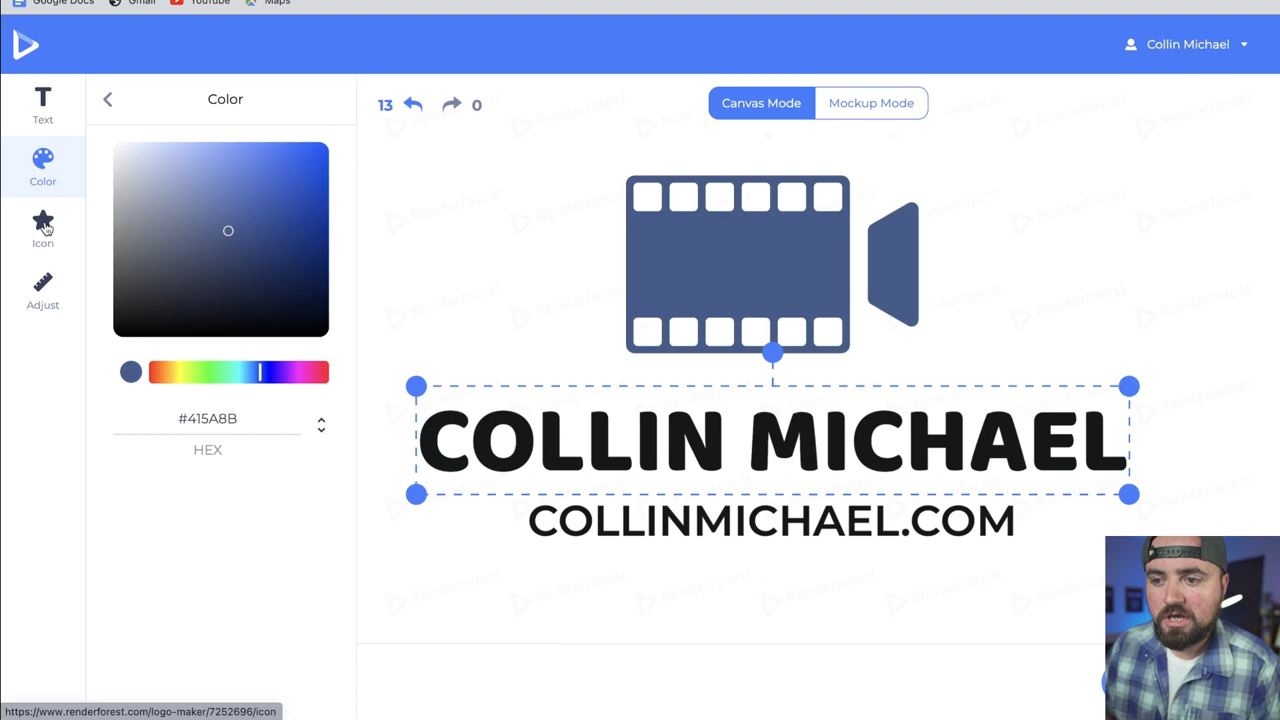 Google Docs Gmail YouTube Maps
Collin Michael
Text
Color
Icon
Adjust
Color
#415A8B
HEX
13 0
Canvas Mode Mockup Mode
Renderforest
COLLIN MICHAEL
COLLINMICHAEL.COM
https://www.renderforest.com/logo-maker/7252696/icon